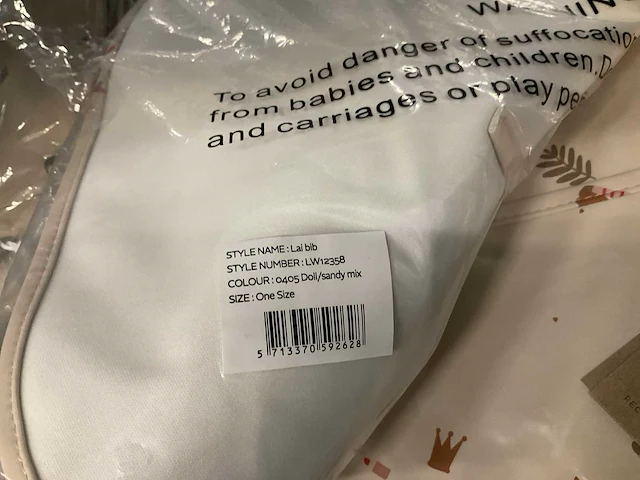 To avoid danger of suffocatio
from babies and children.D
and carriages or play pe
STYLE NAME : Lai bib
STYLE NUMBER : LW12358
COLOUR : 0405 Doll/sandy mix
SIZE : One Size
5 713370 592628